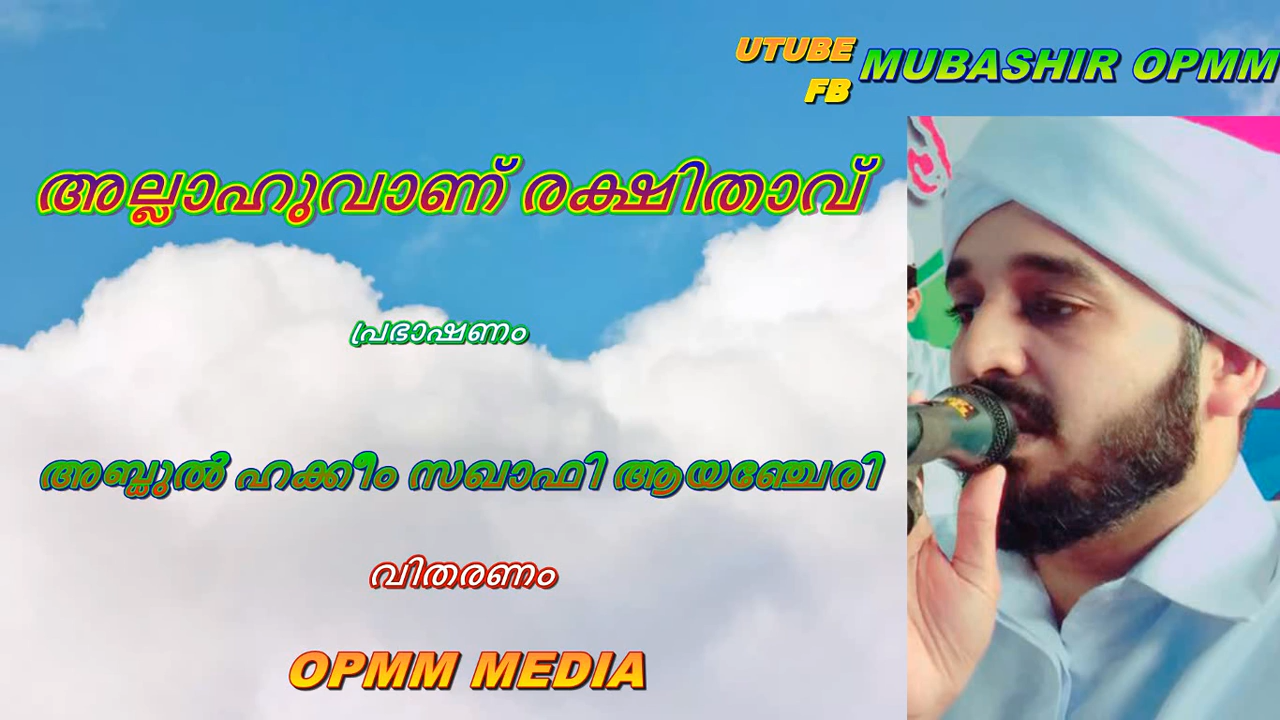 UTUBE
FB
MUBASHIR OPMM
അല്ലാഹുവാണ് രക്ഷിതാവ്
പ്രഭാഷണം
അബ്ദുൽ ഹക്കീം സഖാഫി ആയഞ്ചേരി
വിതരണം
OPMM MEDIA